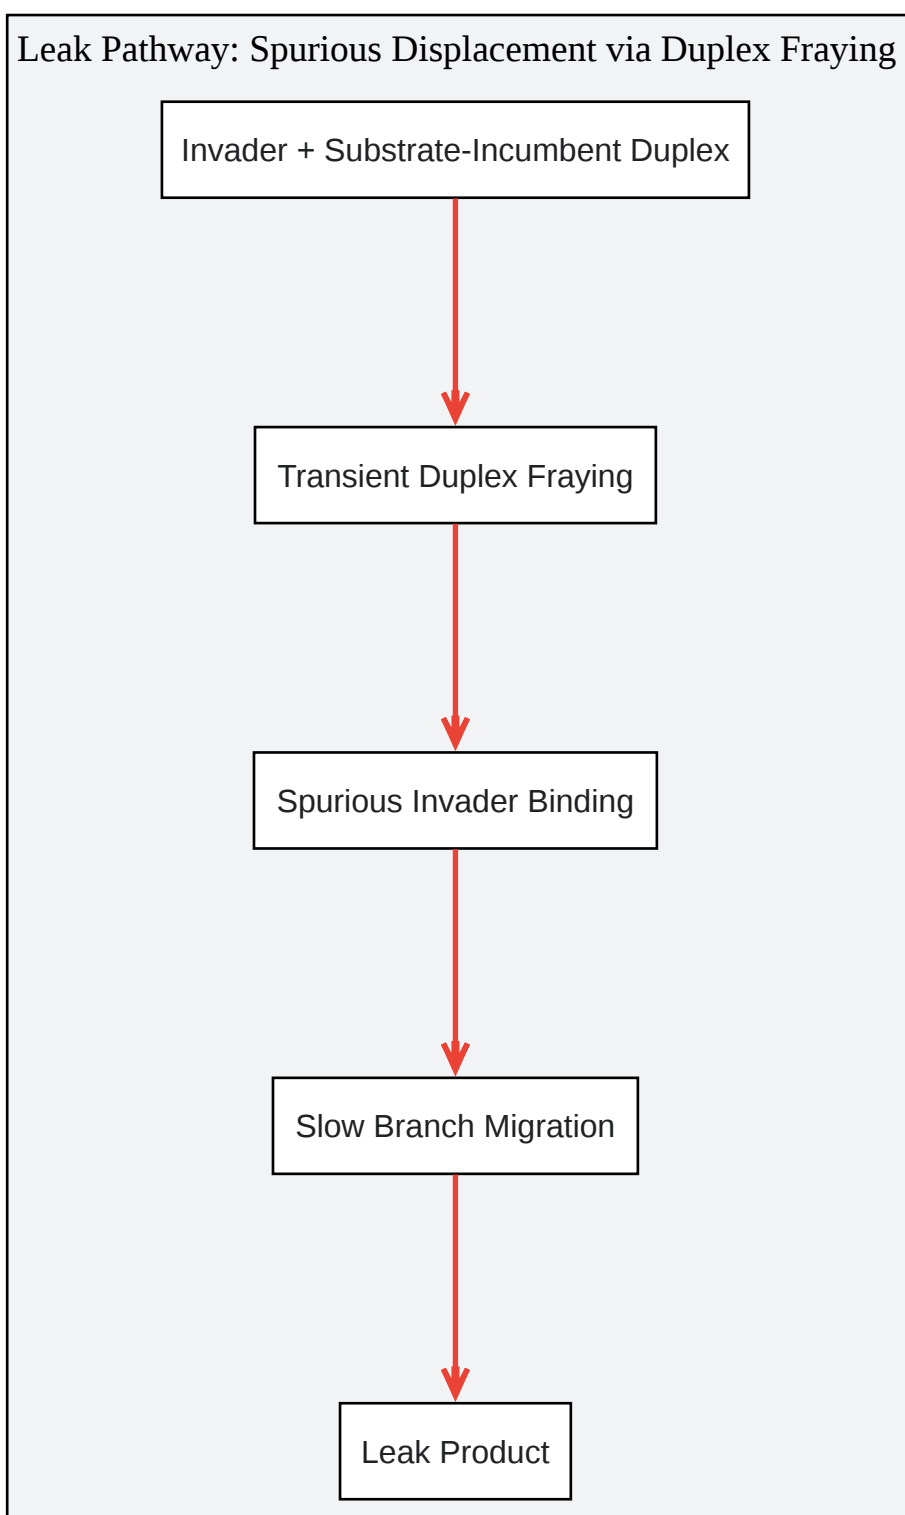 Leak Pathway: Spurious Displacement via Duplex Fraying
Invader + Substrate-Incumbent Duplex
Transient Duplex Fraying
Spurious Invader Binding
Slow Branch Migration
Leak Product